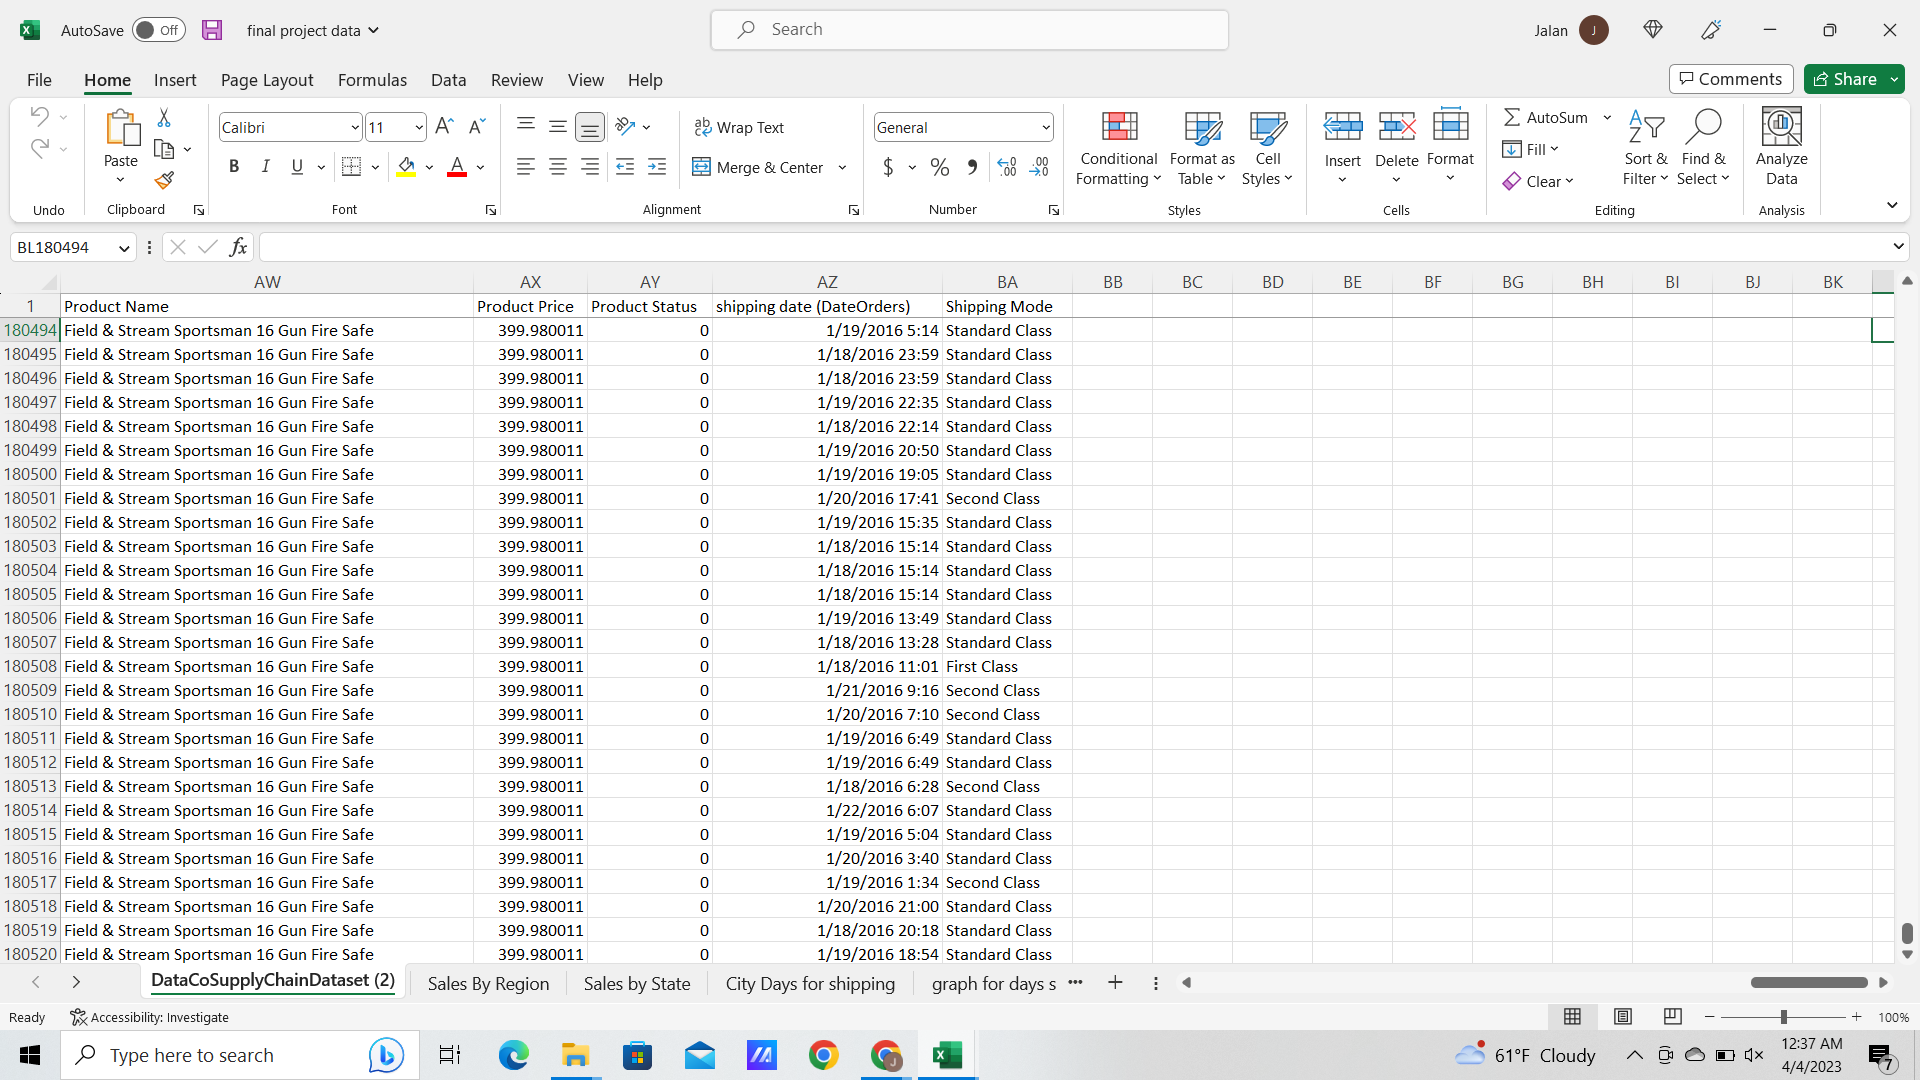 AutoSave Off final project data Search Jalan J
File Home Insert Page Layout Formulas Data Review View Help Comments Share
Paste Calibri 11 Wrap Text General AutoSum
B I U Merge & Center $ % Conditional Formatting Format as Table Cell Styles Insert Delete Format Fill Clear Sort & Filter Find & Select Analyze Data
Undo Clipboard Font Alignment Number Styles Cells Editing Analysis
BL180494 fx
AW AX AY AZ BA BB BC BD BE BF BG BH BI BJ BK
1 Product Name Product Price Product Status shipping date (DateOrders) Shipping Mode
180494 Field & Stream Sportsman 16 Gun Fire Safe 399.980011 0 1/19/2016 5:14 Standard Class
180495 Field & Stream Sportsman 16 Gun Fire Safe 399.980011 0 1/18/2016 23:59 Standard Class
180496 Field & Stream Sportsman 16 Gun Fire Safe 399.980011 0 1/18/2016 23:59 Standard Class
180497 Field & Stream Sportsman 16 Gun Fire Safe 399.980011 0 1/19/2016 22:35 Standard Class
180498 Field & Stream Sportsman 16 Gun Fire Safe 399.980011 0 1/18/2016 22:14 Standard Class
180499 Field & Stream Sportsman 16 Gun Fire Safe 399.980011 0 1/19/2016 20:50 Standard Class
180500 Field & Stream Sportsman 16 Gun Fire Safe 399.980011 0 1/19/2016 19:05 Standard Class
180501 Field & Stream Sportsman 16 Gun Fire Safe 399.980011 0 1/20/2016 17:41 Second Class
180502 Field & Stream Sportsman 16 Gun Fire Safe 399.980011 0 1/19/2016 15:35 Standard Class
180503 Field & Stream Sportsman 16 Gun Fire Safe 399.980011 0 1/18/2016 15:14 Standard Class
180504 Field & Stream Sportsman 16 Gun Fire Safe 399.980011 0 1/18/2016 15:14 Standard Class
180505 Field & Stream Sportsman 16 Gun Fire Safe 399.980011 0 1/18/2016 15:14 Standard Class
180506 Field & Stream Sportsman 16 Gun Fire Safe 399.980011 0 1/19/2016 13:49 Standard Class
180507 Field & Stream Sportsman 16 Gun Fire Safe 399.980011 0 1/18/2016 13:28 Standard Class
180508 Field & Stream Sportsman 16 Gun Fire Safe 399.980011 0 1/18/2016 11:01 First Class
180509 Field & Stream Sportsman 16 Gun Fire Safe 399.980011 0 1/21/2016 9:16 Second Class
180510 Field & Stream Sportsman 16 Gun Fire Safe 399.980011 0 1/20/2016 7:10 Second Class
180511 Field & Stream Sportsman 16 Gun Fire Safe 399.980011 0 1/19/2016 6:49 Standard Class
180512 Field & Stream Sportsman 16 Gun Fire Safe 399.980011 0 1/19/2016 6:49 Standard Class
180513 Field & Stream Sportsman 16 Gun Fire Safe 399.980011 0 1/18/2016 6:28 Second Class
180514 Field & Stream Sportsman 16 Gun Fire Safe 399.980011 0 1/22/2016 6:07 Standard Class
180515 Field & Stream Sportsman 16 Gun Fire Safe 399.980011 0 1/19/2016 5:04 Standard Class
180516 Field & Stream Sportsman 16 Gun Fire Safe 399.980011 0 1/20/2016 3:40 Standard Class
180517 Field & Stream Sportsman 16 Gun Fire Safe 399.980011 0 1/19/2016 1:34 Second Class
180518 Field & Stream Sportsman 16 Gun Fire Safe 399.980011 0 1/20/2016 21:00 Standard Class
180519 Field & Stream Sportsman 16 Gun Fire Safe 399.980011 0 1/18/2016 20:18 Standard Class
180520 Field & Stream Sportsman 16 Gun Fire Safe 399.980011 0 1/19/2016 18:54 Standard Class
DataCoSupplyChainDataset (2) Sales By Region Sales by State City Days for shipping graph for days s
Ready Accessibility: Investigate 100%
Type here to search 61°F Cloudy 12:37 AM
4/4/2023 7